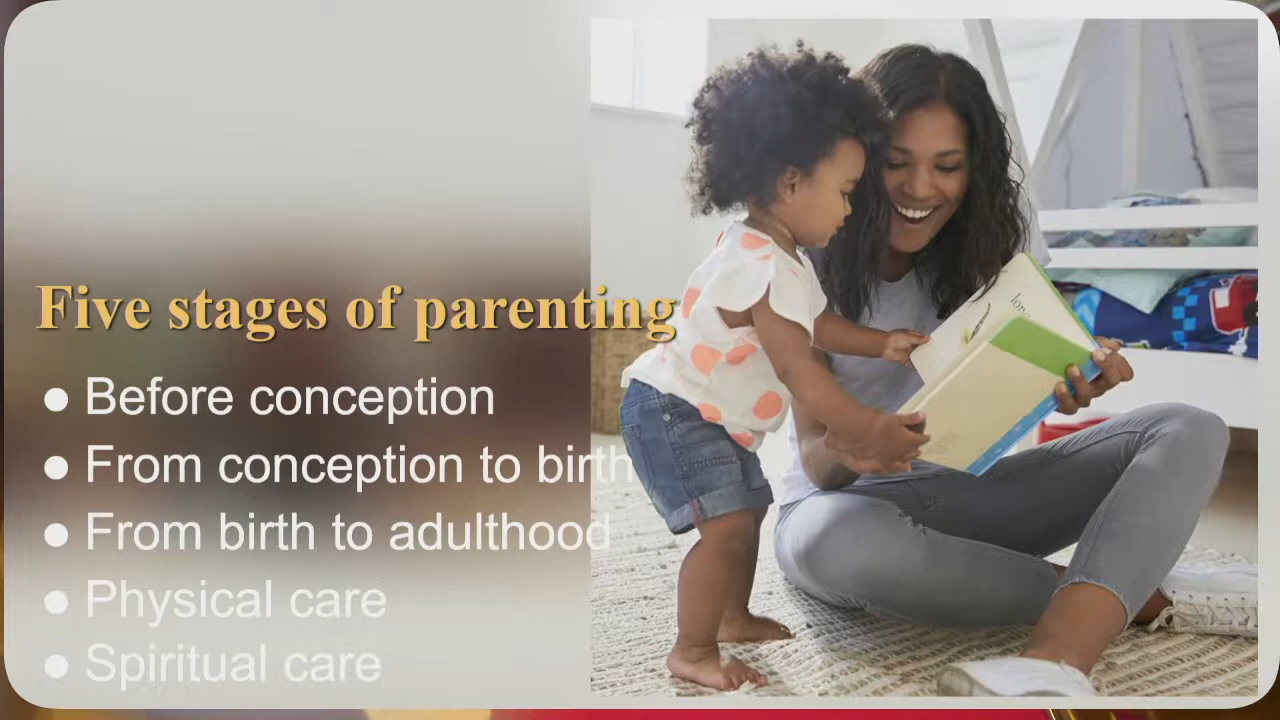 Five stages of parenting
● Before conception
● From conception to birth
● From birth to adulthood
● Physical care
● Spiritual care